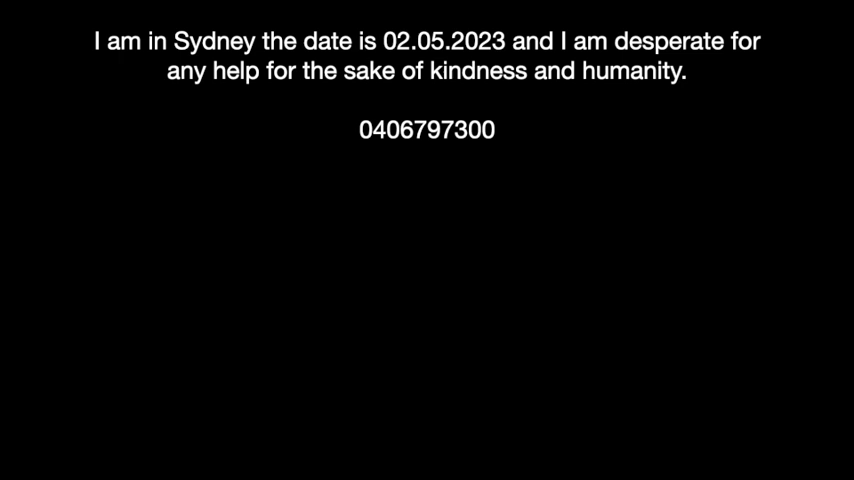 I am in Sydney the date is 02.05.2023 and I am desperate for
any help for the sake of kindness and humanity.
0406797300